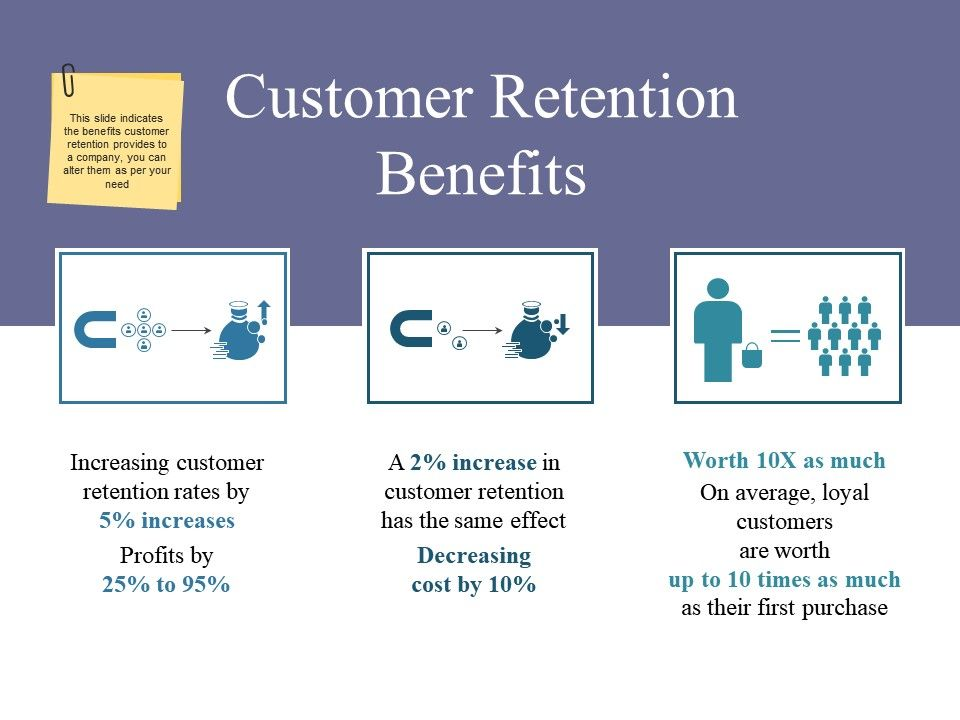 Customer Retention
Benefits
This slide indicates
the benefits customer
retention provides to
a company, you can
alter them as per your
need
Increasing customer
retention rates by
5% increases
Profits by
25% to 95%
A 2% increase in
customer retention
has the same effect
Decreasing
cost by 10%
Worth 10X as much
On average, loyal
customers
are worth
up to 10 times as much
as their first purchase